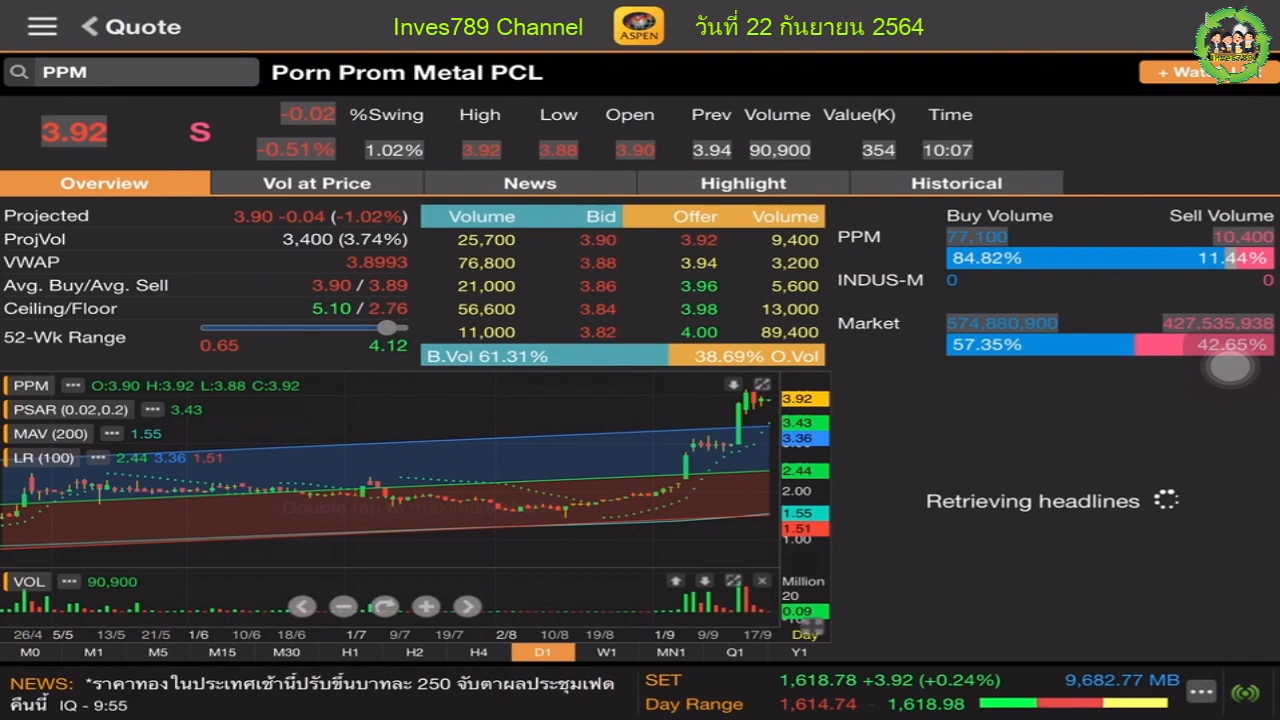 Quote
Inves789 Channel
ASPEN
วันที่ 22 กันยายน 2564
Inves789
PPM
Porn Prom Metal PCL
3.92
S
-0.02 %Swing High Low Open Prev Volume Value(K) Time
-0.51% 1.02% 3.92 3.88 3.90 3.94 90,900 354 10:07
Overview Vol at Price News Highlight Historical
Projected 3.90 -0.04 (-1.02%)
ProjVol 3,400 (3.74%)
VWAP 3.8993
Avg. Buy/Avg. Sell 3.90 / 3.89
Ceiling/Floor 5.10 / 2.76
52-Wk Range
0.65 4.12
Volume Bid Offer Volume
25,700 3.90 3.92 9,400
76,800 3.88 3.94 3,200
21,000 3.86 3.96 5,600
56,600 3.84 3.98 13,000
11,000 3.82 4.00 89,400
B.Vol 61.31% 38.69% O.Vol
Buy Volume Sell Volume
PPM 77,100 10,400
84.82% 11.44%
INDUS-M 0 0
Market 574,880,900 427,535,938
57.35% 42.65%
PPM O:3.90 H:3.92 L:3.88 C:3.92
PSAR (0.02,0.2) 3.43
MAV (200) 1.55
LR (100) 2.44 3.36 1.51
Double tap to maximize
3.92
3.43
3.36
2.44
2.00
1.55
1.51
1.00
Retrieving headlines
VOL 90,900
Million
20
0.09
26/4 5/5 13/5 21/5 1/6 10/6 18/6 1/7 9/7 19/7 2/8 10/8 19/8 1/9 9/9 17/9 Day
M0 M1 M5 M15 M30 H1 H2 H4 D1 W1 MN1 Q1 Y1
NEWS: *ราคาทองในประเทศเช้านี้ปรับขึ้นบาทละ 250 จับตาผลประชุมเฟด
คืนนี้ IQ - 9:55
SET 1,618.78 +3.92 (+0.24%) 9,682.77 MB
Day Range 1,614.74 - 1,618.98